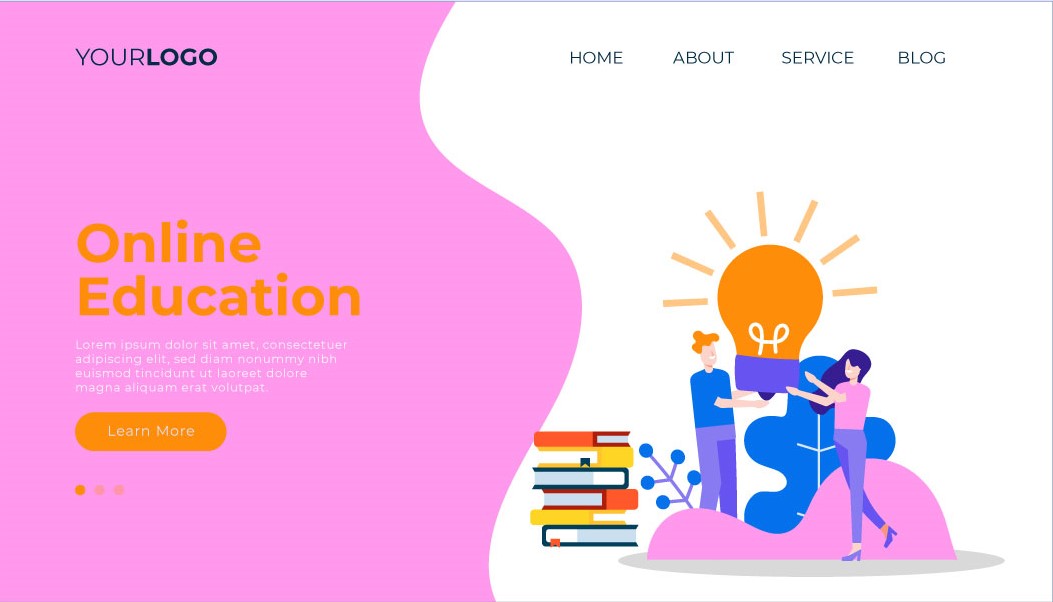 YOURLOGO
HOME ABOUT SERVICE BLOG
Online
Education
Lorem ipsum dolor sit amet, consectetuer
adipiscing elit, sed diam nonummy nibh
euismod tincidunt ut laoreet dolore
magna aliquam erat volutpat.
Learn More